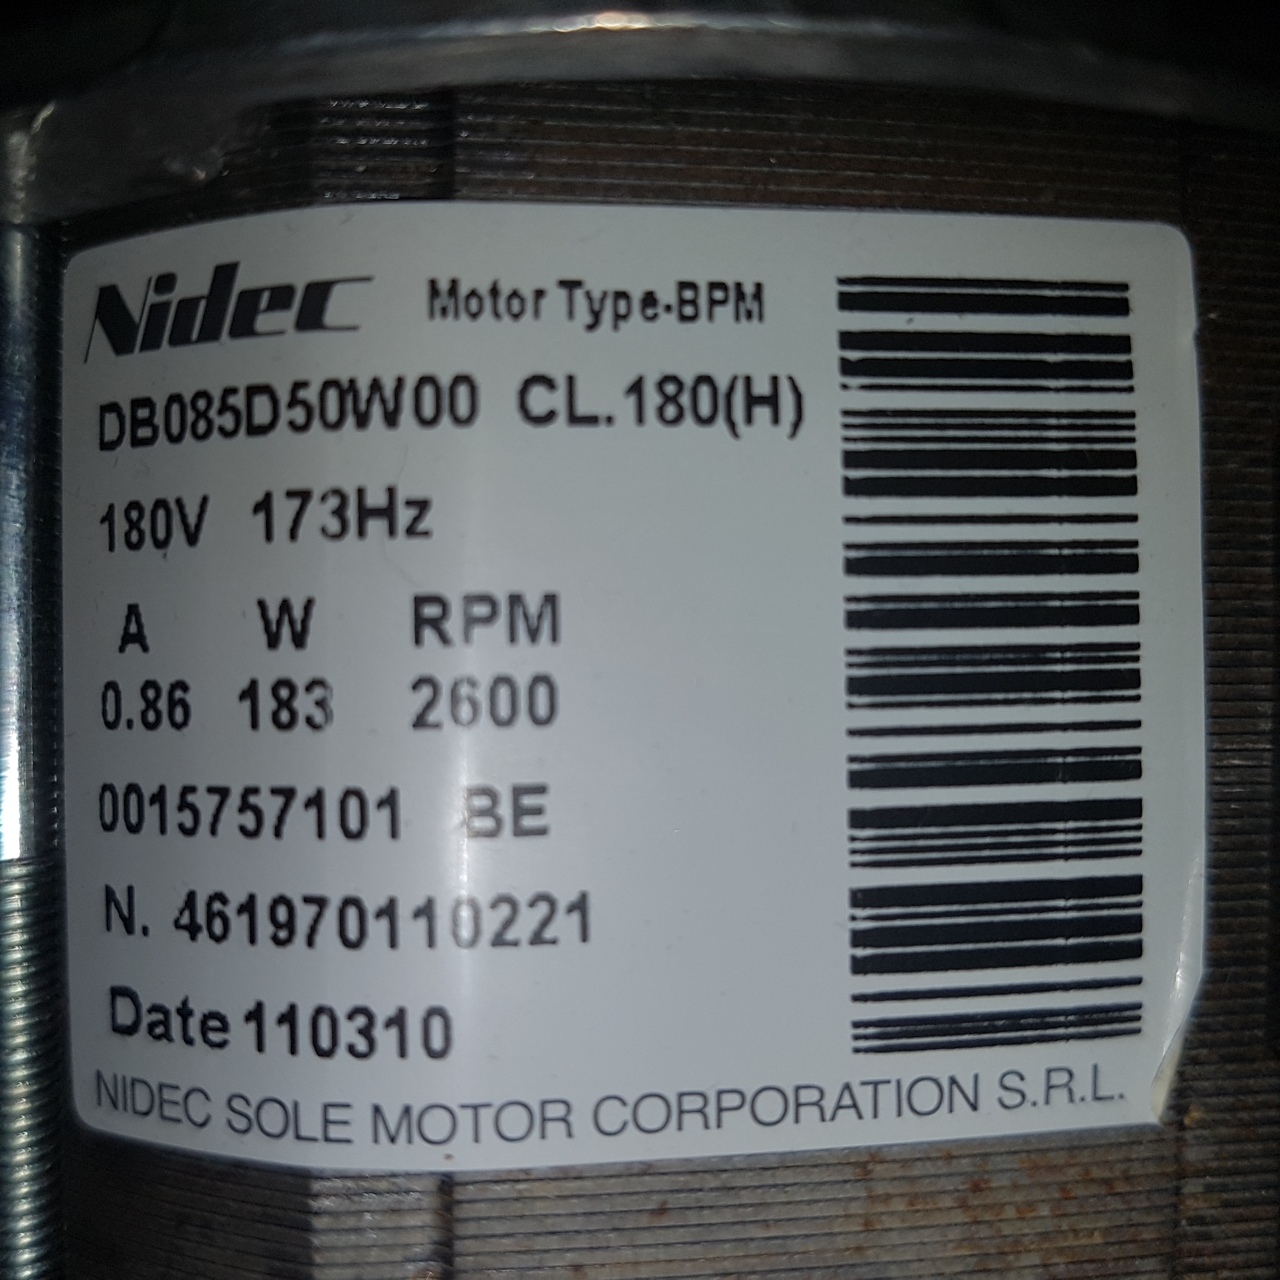 Nidec Motor Type-BPM
DB085D50W00 CL.180(H)
180V 173Hz
A W RPM
0.86 183 2600
0015757101 BE
N. 461970110221
Date 110310
NIDEC SOLE MOTOR CORPORATION S.R.L.